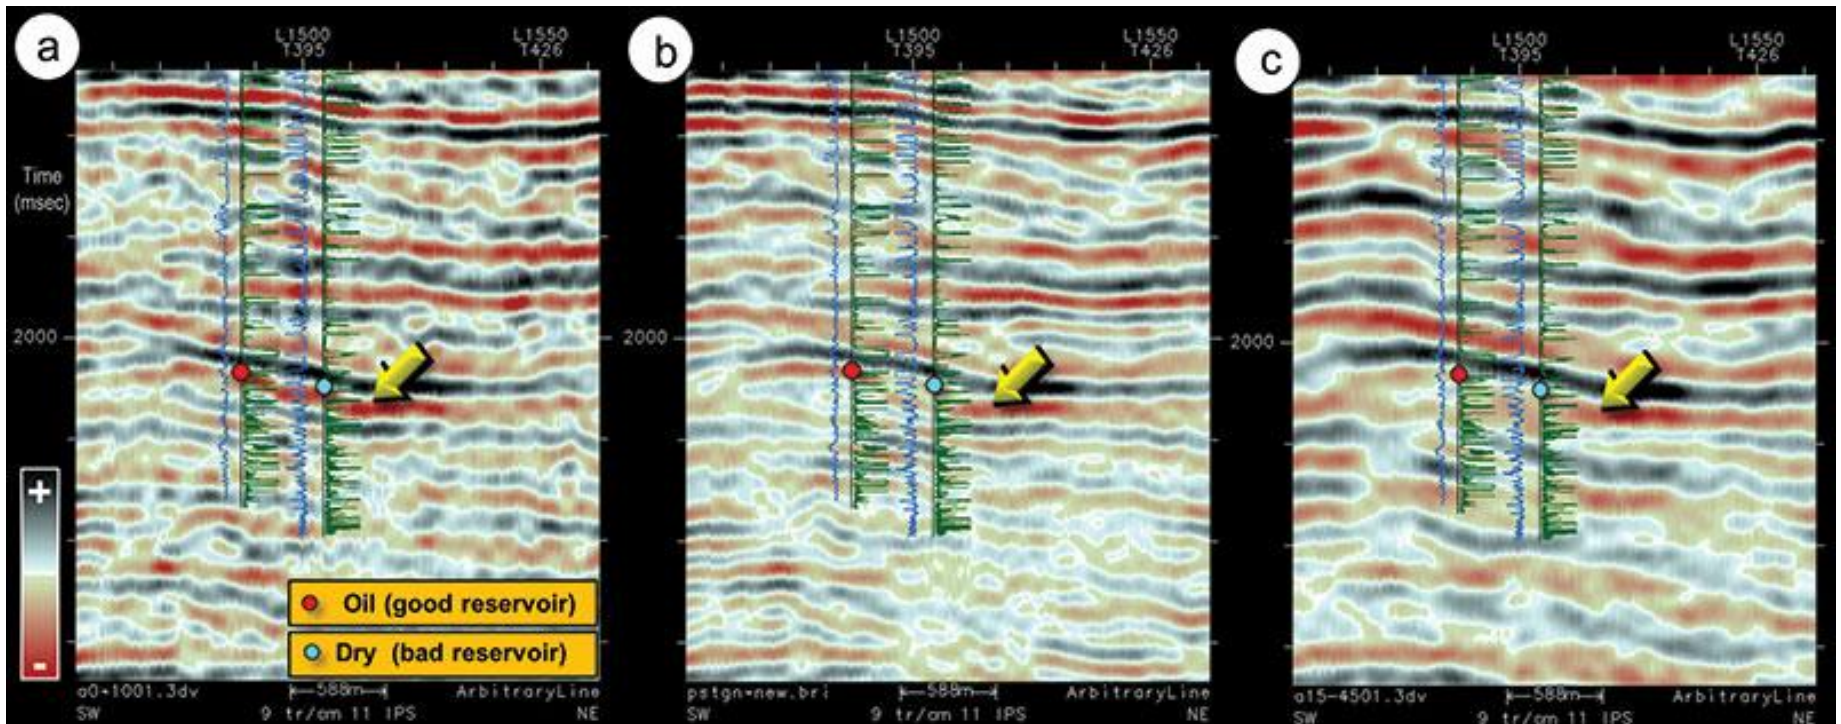 a
L1500
T395
L1550
T426
Time
(msec)
2000
+
-
Oil (good reservoir)
Dry (bad reservoir)
a0*1001.3dv
588m
ArbitraryLine
SW
9 tr/cm 11 IPS
NE
b
L1500
T395
L1550
T426
2000
pstgn*new.bri
588m
ArbitraryLine
SW
9 tr/cm 11 IPS
NE
c
L1500
T395
L1550
T426
2000
a15-4501.3dv
588m
ArbitraryLine
SW
9 tr/cm 11 IPS
NE